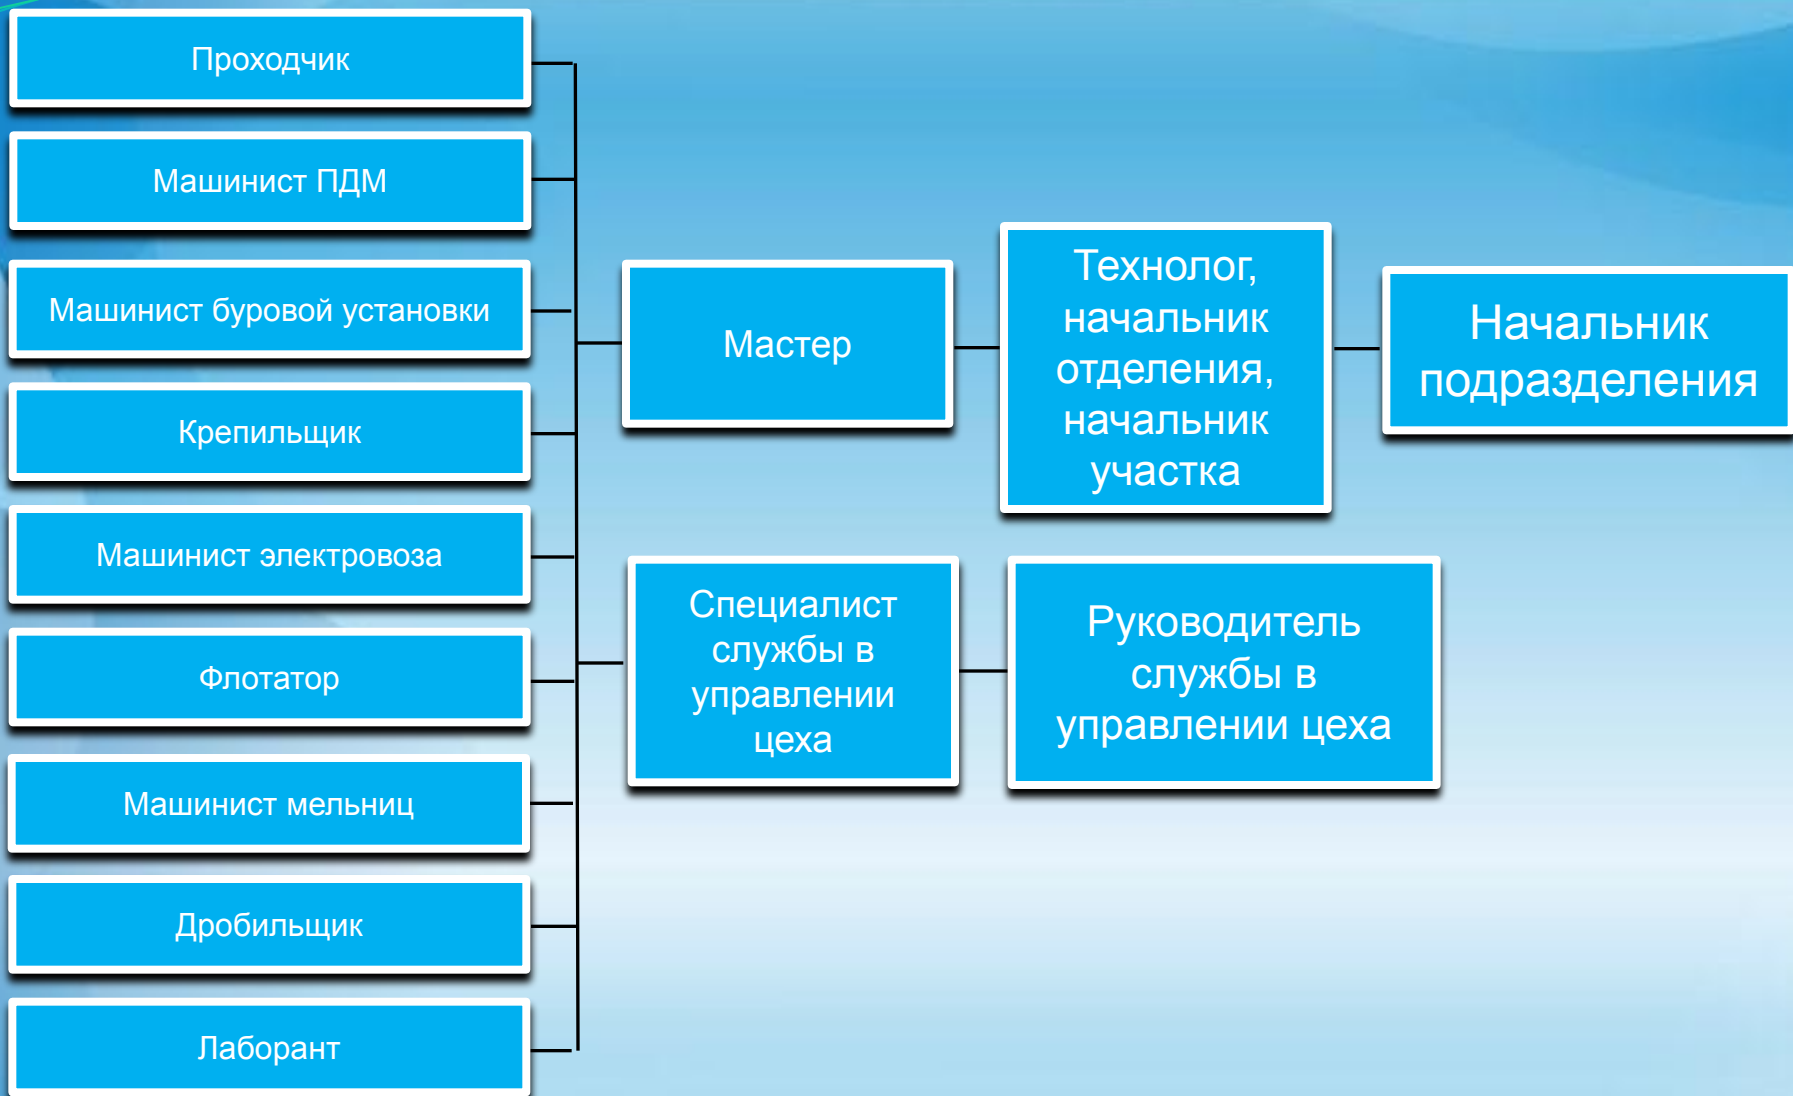 Проходчик
Машинист ПДМ
Машинист буровой установки
Крепильщик
Машинист электровоза
Флотатор
Машинист мельниц
Дробильщик
Лаборант
Мастер
Технолог,
начальник
отделения,
начальник
участка
Начальник
подразделения
Специалист
службы в
управлении
цеха
Руководитель
службы в
управлении цеха